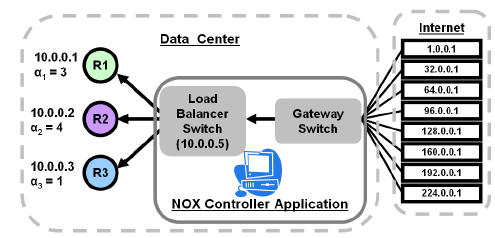 Data Center
Internet
10.0.0.1
α1 = 3
R1
10.0.0.2
α2 = 4
R2
10.0.0.3
α3 = 1
R3
Load
Balancer
Switch
(10.0.0.5)
Gateway
Switch
NOX Controller Application
1.0.0.1
32.0.0.1
64.0.0.1
96.0.0.1
128.0.0.1
160.0.0.1
192.0.0.1
224.0.0.1